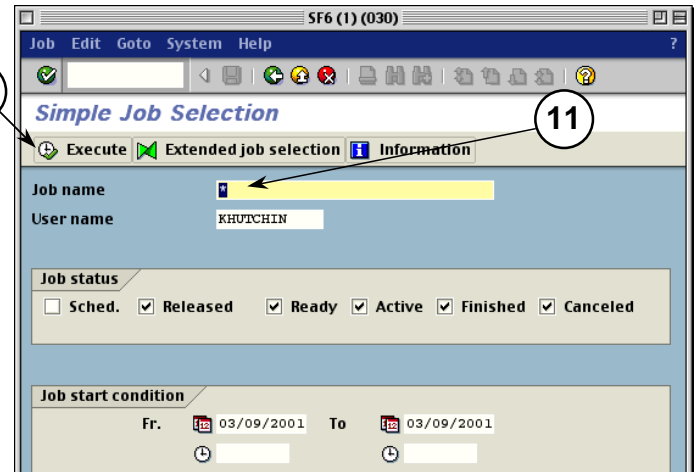 SF6 (1) (030)
Job Edit Goto System Help ?
Simple Job Selection
11
Execute Extended job selection Information
Job name *
User name KHUTCHIN
Job status
Sched. Released Ready Active Finished Canceled
Job start condition
Fr. 03/09/2001 To 03/09/2001